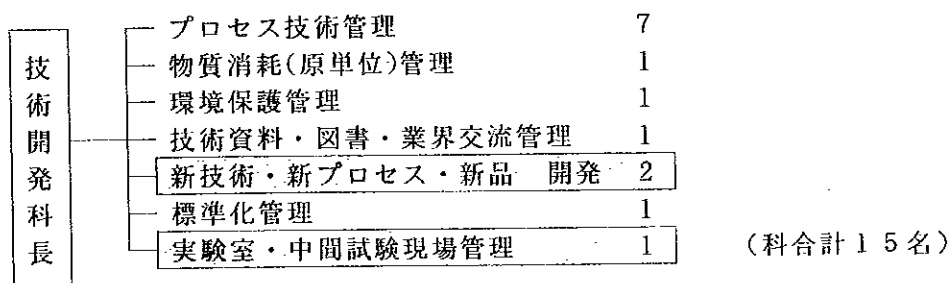 技術開発科長
プロセス技術管理 7
物質消耗(原単位)管理 1
環境保護管理 1
技術資料・図書・業界交流管理 1
新技術・新プロセス・新品 開発 2
標準化管理 1
実験室・中間試験現場管理 1
(科合計15名)